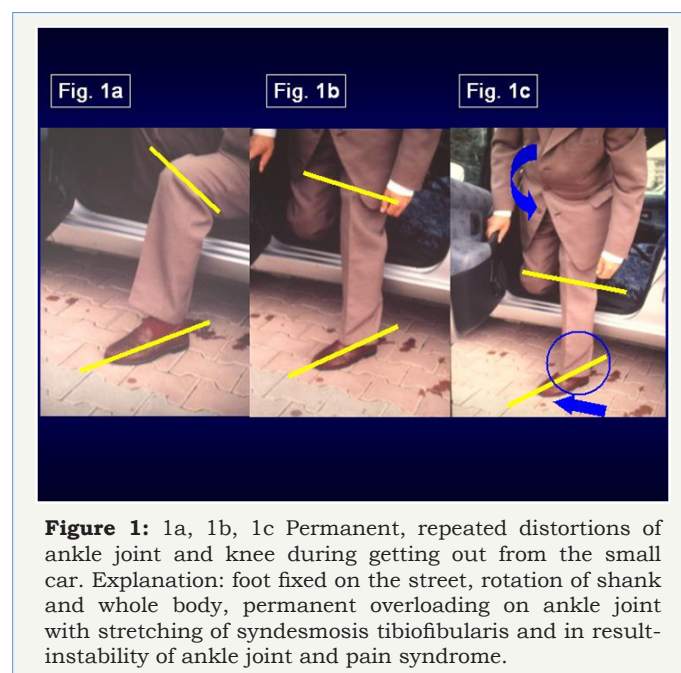 Fig. 1a
Fig. 1b
Fig. 1c
Figure 1: 1a, 1b, 1c Permanent, repeated distortions of
ankle joint and knee during getting out from the small
car. Explanation: foot fixed on the street, rotation of shank
and whole body, permanent overloading on ankle joint
with stretching of syndesmosis tibiofibularis and in result-
instability of ankle joint and pain syndrome.